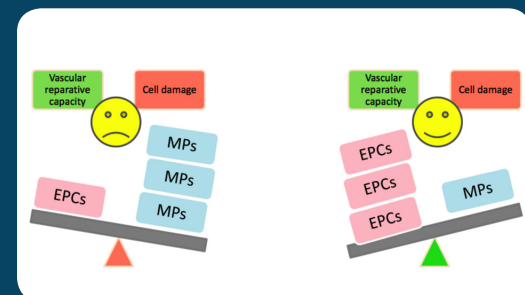 Vascular
reparative
capacity
Cell damage
MPs
MPs
EPCs
MPs
Vascular
reparative
capacity
Cell damage
EPCs
EPCs
MPs
EPCs